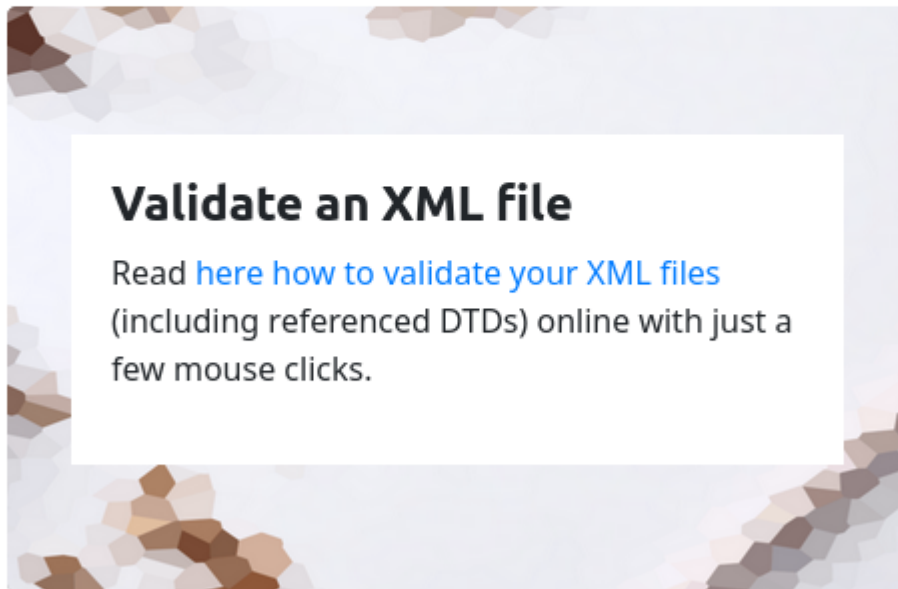 Validate an XML file
Read here how to validate your XML files
(including referenced DTDs) online with just a
few mouse clicks.